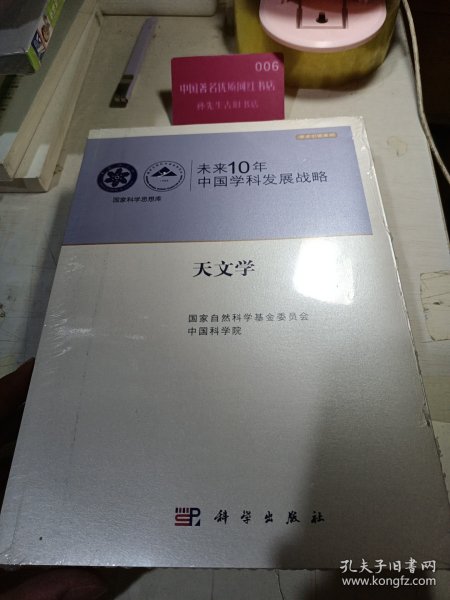 006
中国著名优质网红书店
孙先生古旧书店
未来10年
中国学科发展战略
国家科学思想库
天文学
国家自然科学基金委员会
中国科学院
SP
科学出版社
孔夫子旧书网
www.kongfz.com